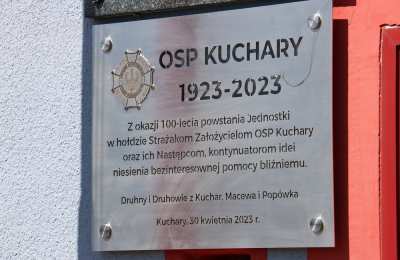 OSP KUCHARY
1923-2023
Z okazji 100-lecia powstania Jednostki
w hołdzie Strażakom Założycielom OSP Kuchary
oraz ich Następcom, kontynuatorom idei
niesienia bezinteresownej pomocy bliźniemu.
Druhny i Druhowie z Kuchar, Macewa i Popówka
Kuchary, 30 kwietnia 2023 r.